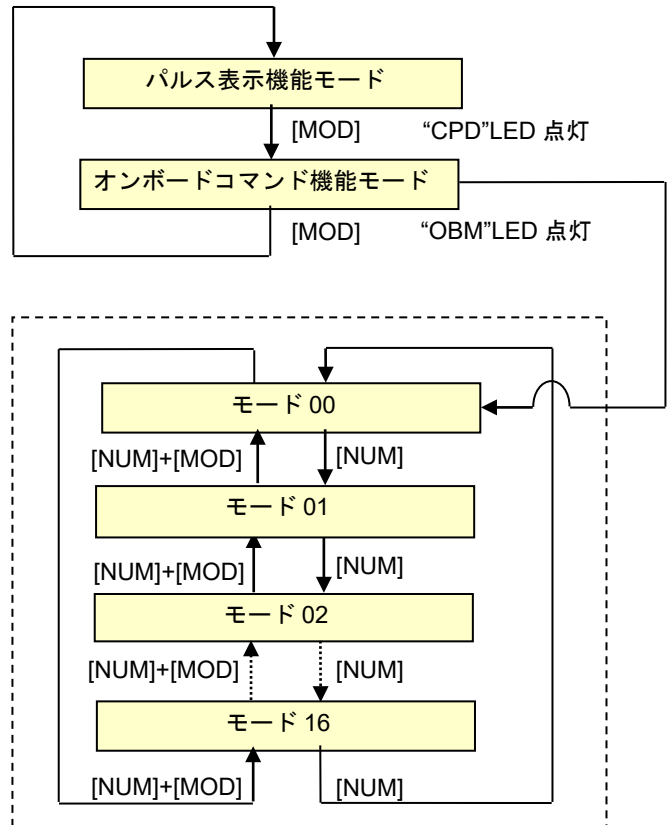 パルス表示機能モード
[MOD] “CPD”LED 点灯
オンボードコマンド機能モード
[MOD] “OBM”LED 点灯
モード 00
[NUM]+[MOD] [NUM]
モード 01
[NUM]+[MOD] [NUM]
モード 02
[NUM]+[MOD] [NUM]
モード 16
[NUM]+[MOD] [NUM]